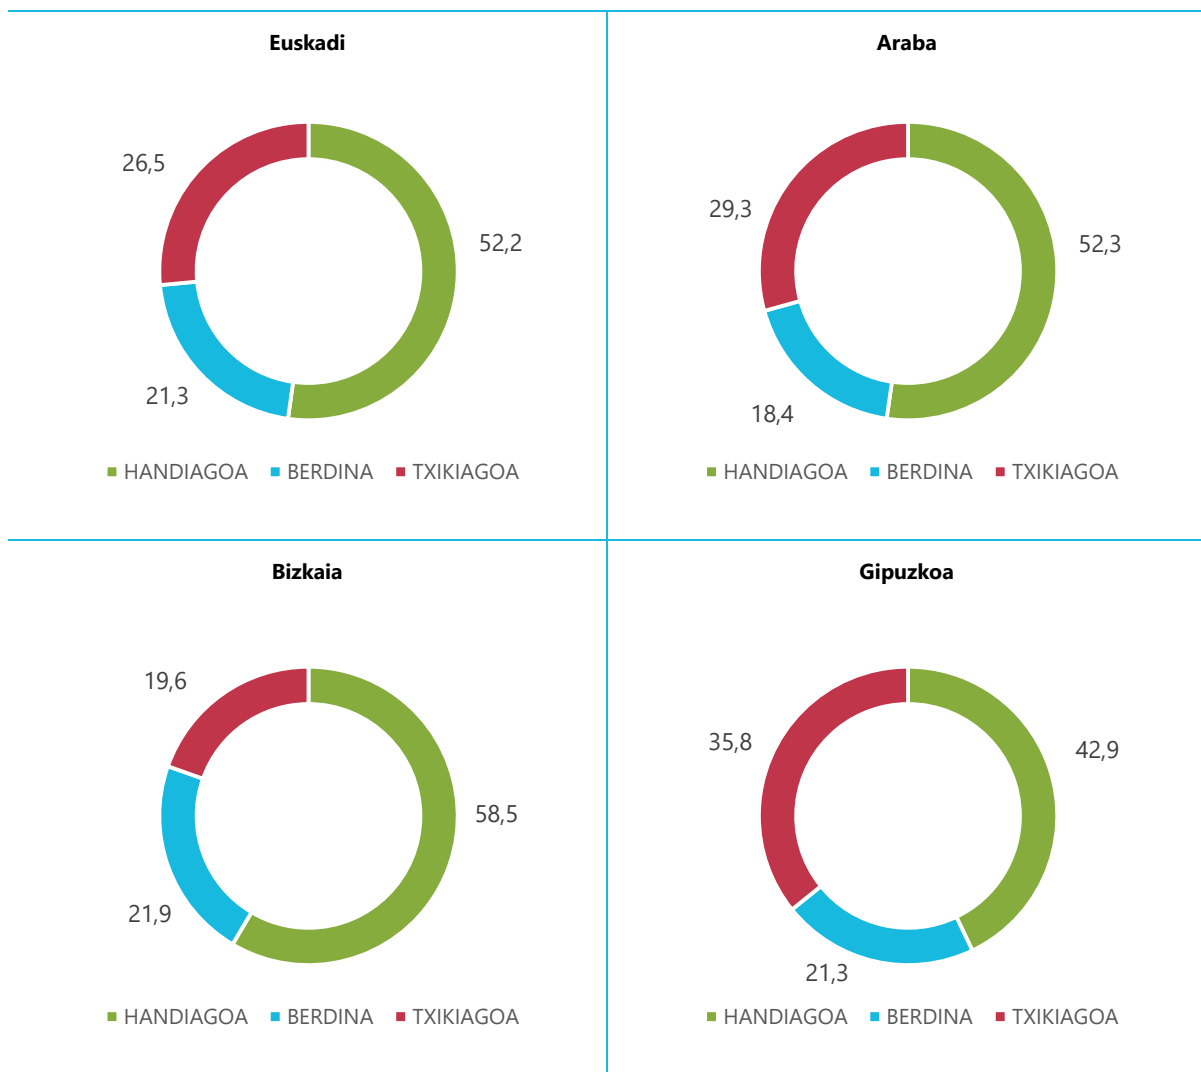 Euskadi
26,5
52,2
21,3
HANDIAGOA BERDINA TXIKIAGOA
Araba
29,3
52,3
18,4
HANDIAGOA BERDINA TXIKIAGOA
Bizkaia
19,6
58,5
21,9
HANDIAGOA BERDINA TXIKIAGOA
Gipuzkoa
35,8
42,9
21,3
HANDIAGOA BERDINA TXIKIAGOA